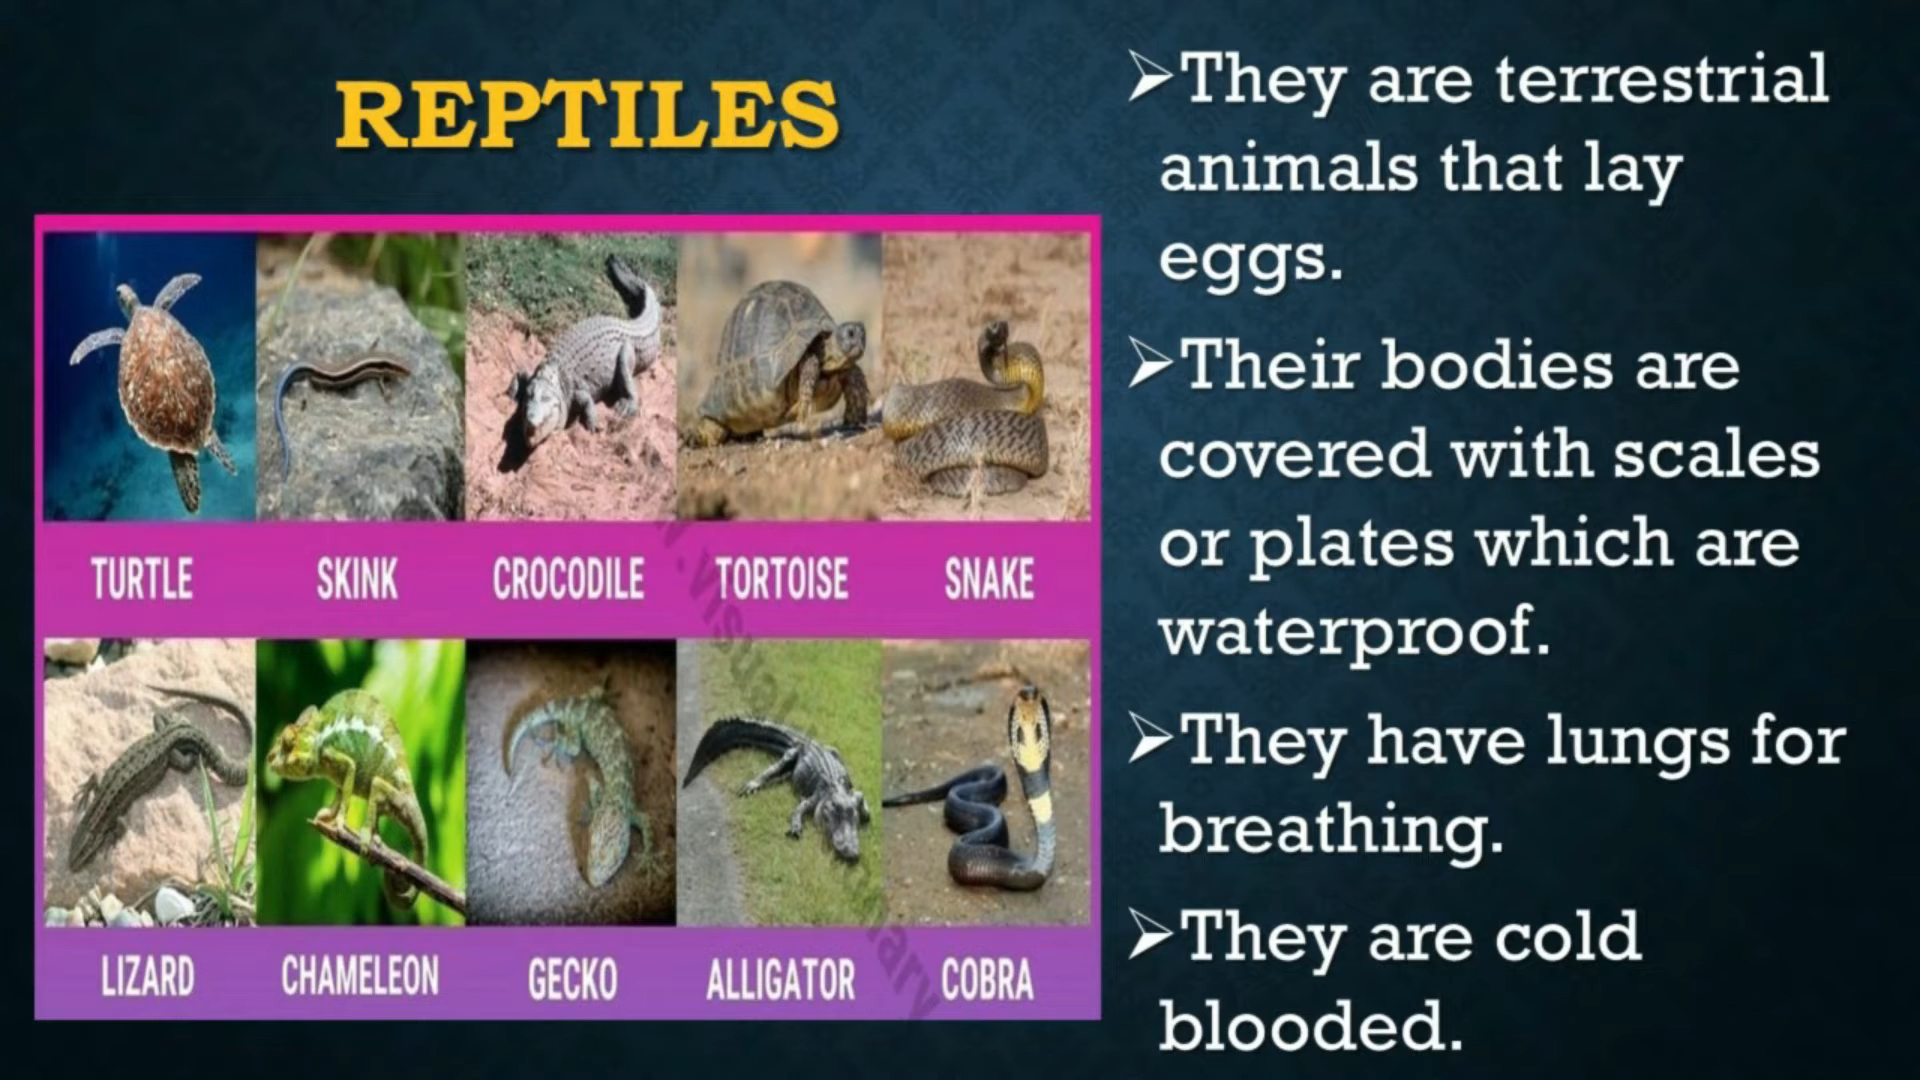 REPTILES
TURTLE SKINK CROCODILE TORTOISE SNAKE
LIZARD CHAMELEON GECKO ALLIGATOR COBRA
➢They are terrestrial
animals that lay
eggs.
➢Their bodies are
covered with scales
or plates which are
waterproof.
➢They have lungs for
breathing.
➢They are cold
blooded.